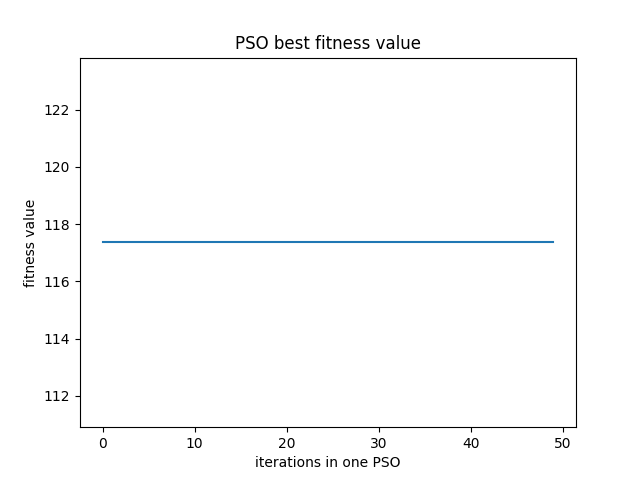 PSO best fitness value
122
120
118
116
114
112
fitness value
0 10 20 30 40 50
iterations in one PSO